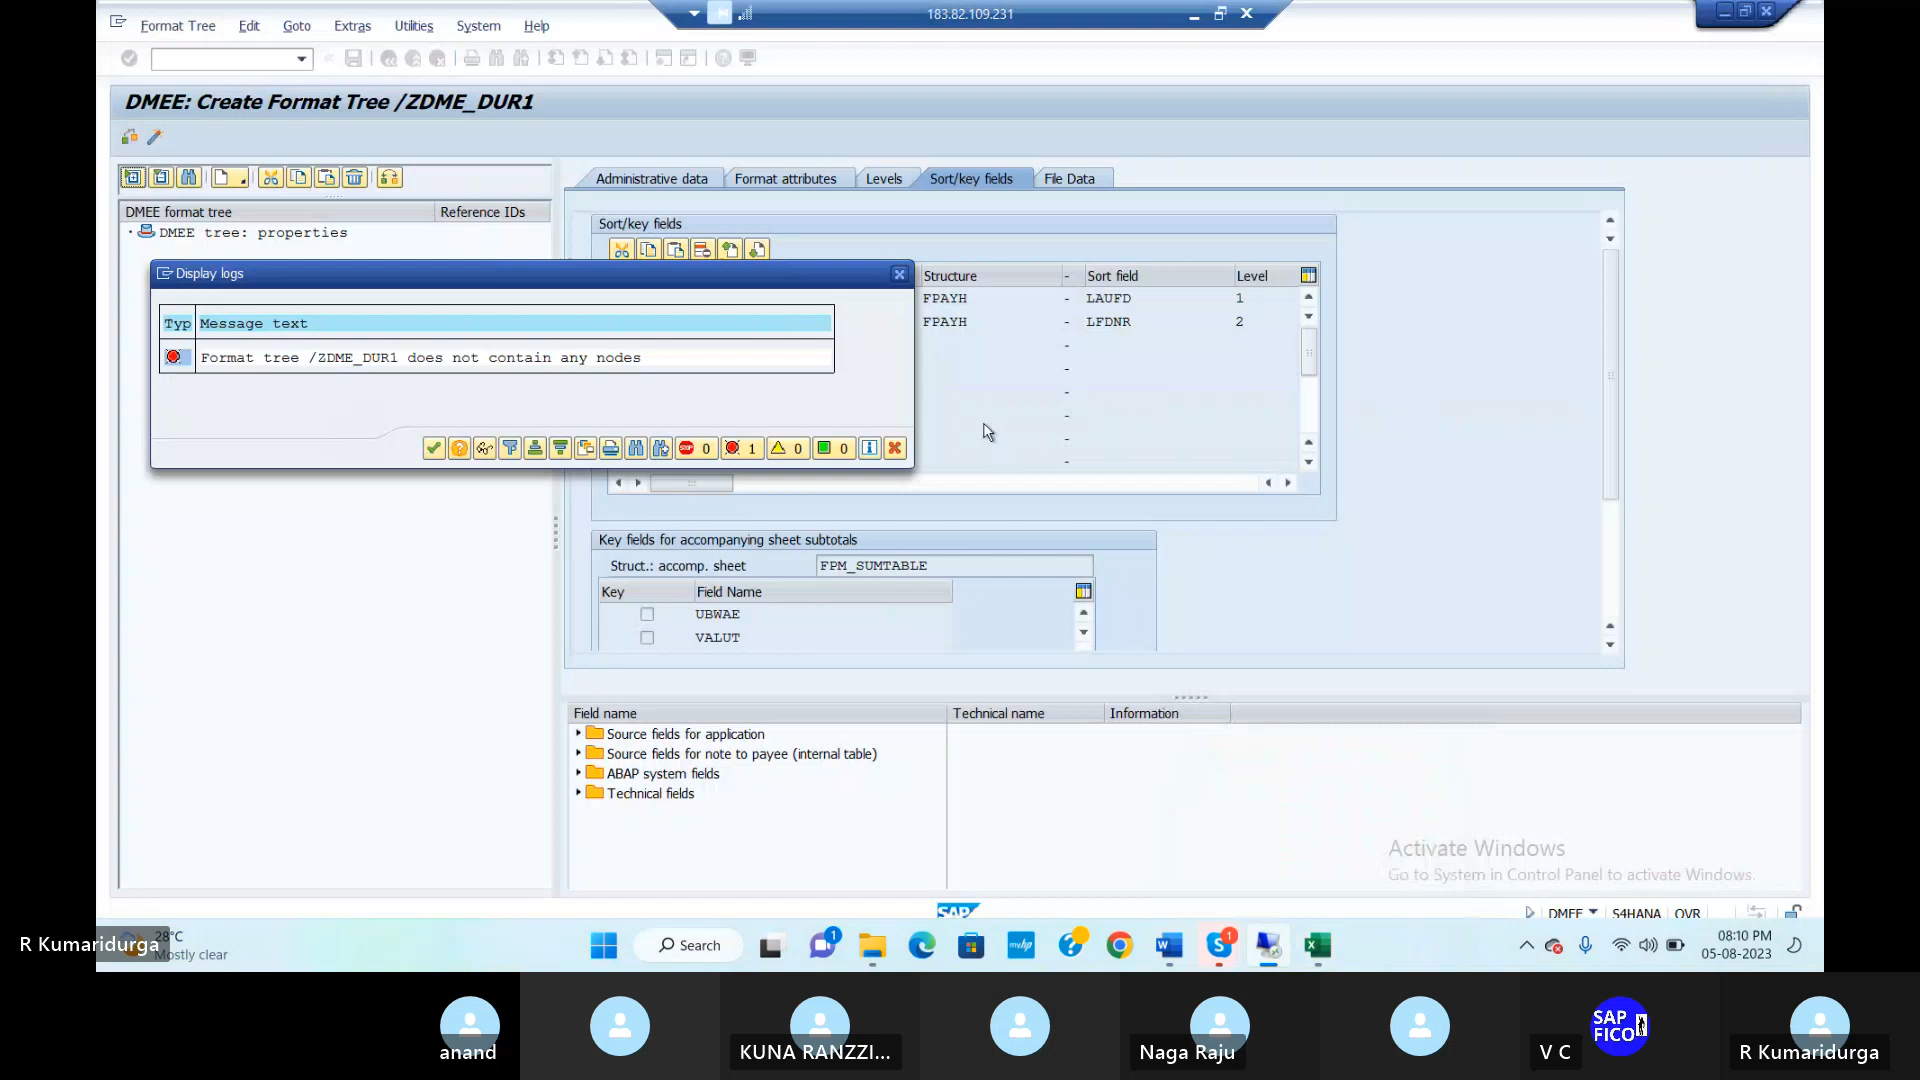 183.82.109.231
Format Tree Edit Goto Extras Utilities System Help
DMEE: Create Format Tree /ZDME_DUR1
Administrative data Format attributes Levels Sort/key fields File Data
DMEE format tree Reference IDs
DMEE tree: properties
Sort/key fields
Structure - Sort field Level
FPAYH - LAUFD 1
FPAYH - LFDNR 2
-
-
-
-
-
-
Display logs
Typ Message text
Format tree /ZDME_DUR1 does not contain any nodes
STOP 0 1 0 0
Key fields for accompanying sheet subtotals
Struct.: accomp. sheet FPM_SUMTABLE
Key Field Name
UBWAE
VALUT
Field name Technical name Information
Source fields for application
Source fields for note to payee (internal table)
ABAP system fields
Technical fields
Activate Windows
Go to System in Control Panel to activate Windows.
SAP
DMEE S4HANA OVR
28°C
Mostly clear
Search
1
myhp
1
08:10 PM
05-08-2023
R Kumaridurga
anand
KUNA RANZZI...
Naga Raju
SAP
FICO
V C
R Kumaridurga